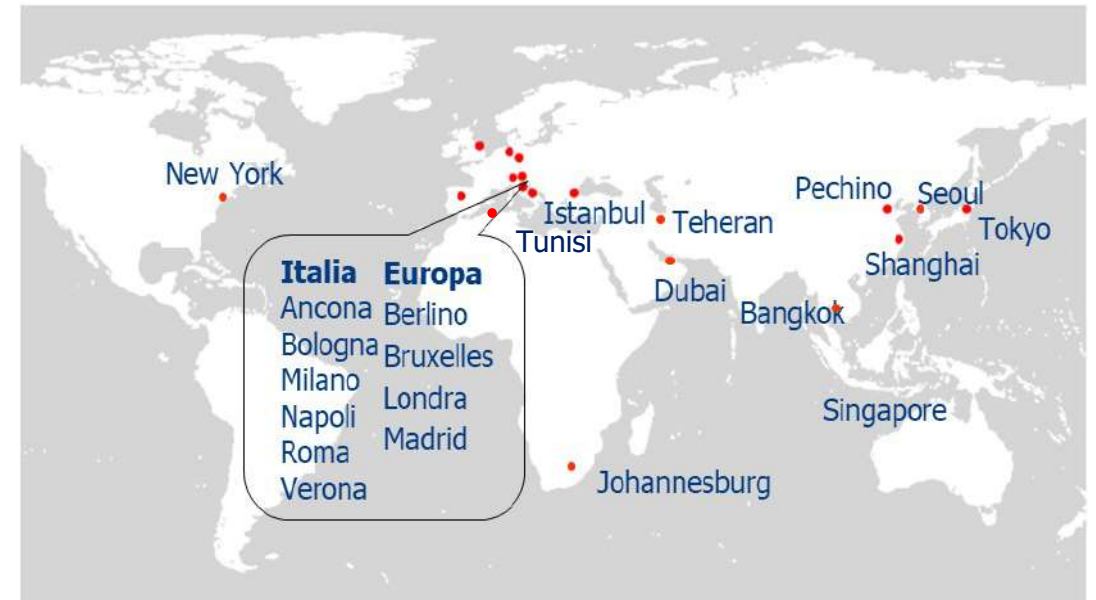 New York
Pechino
Seoul
Istanbul
Teheran
Tokyo
Tunisi
Shanghai
Dubai
Bangkok
Singapore
Johannesburg
Italia
Ancona
Bologna
Milano
Napoli
Roma
Verona
Europa
Berlino
Bruxelles
Londra
Madrid